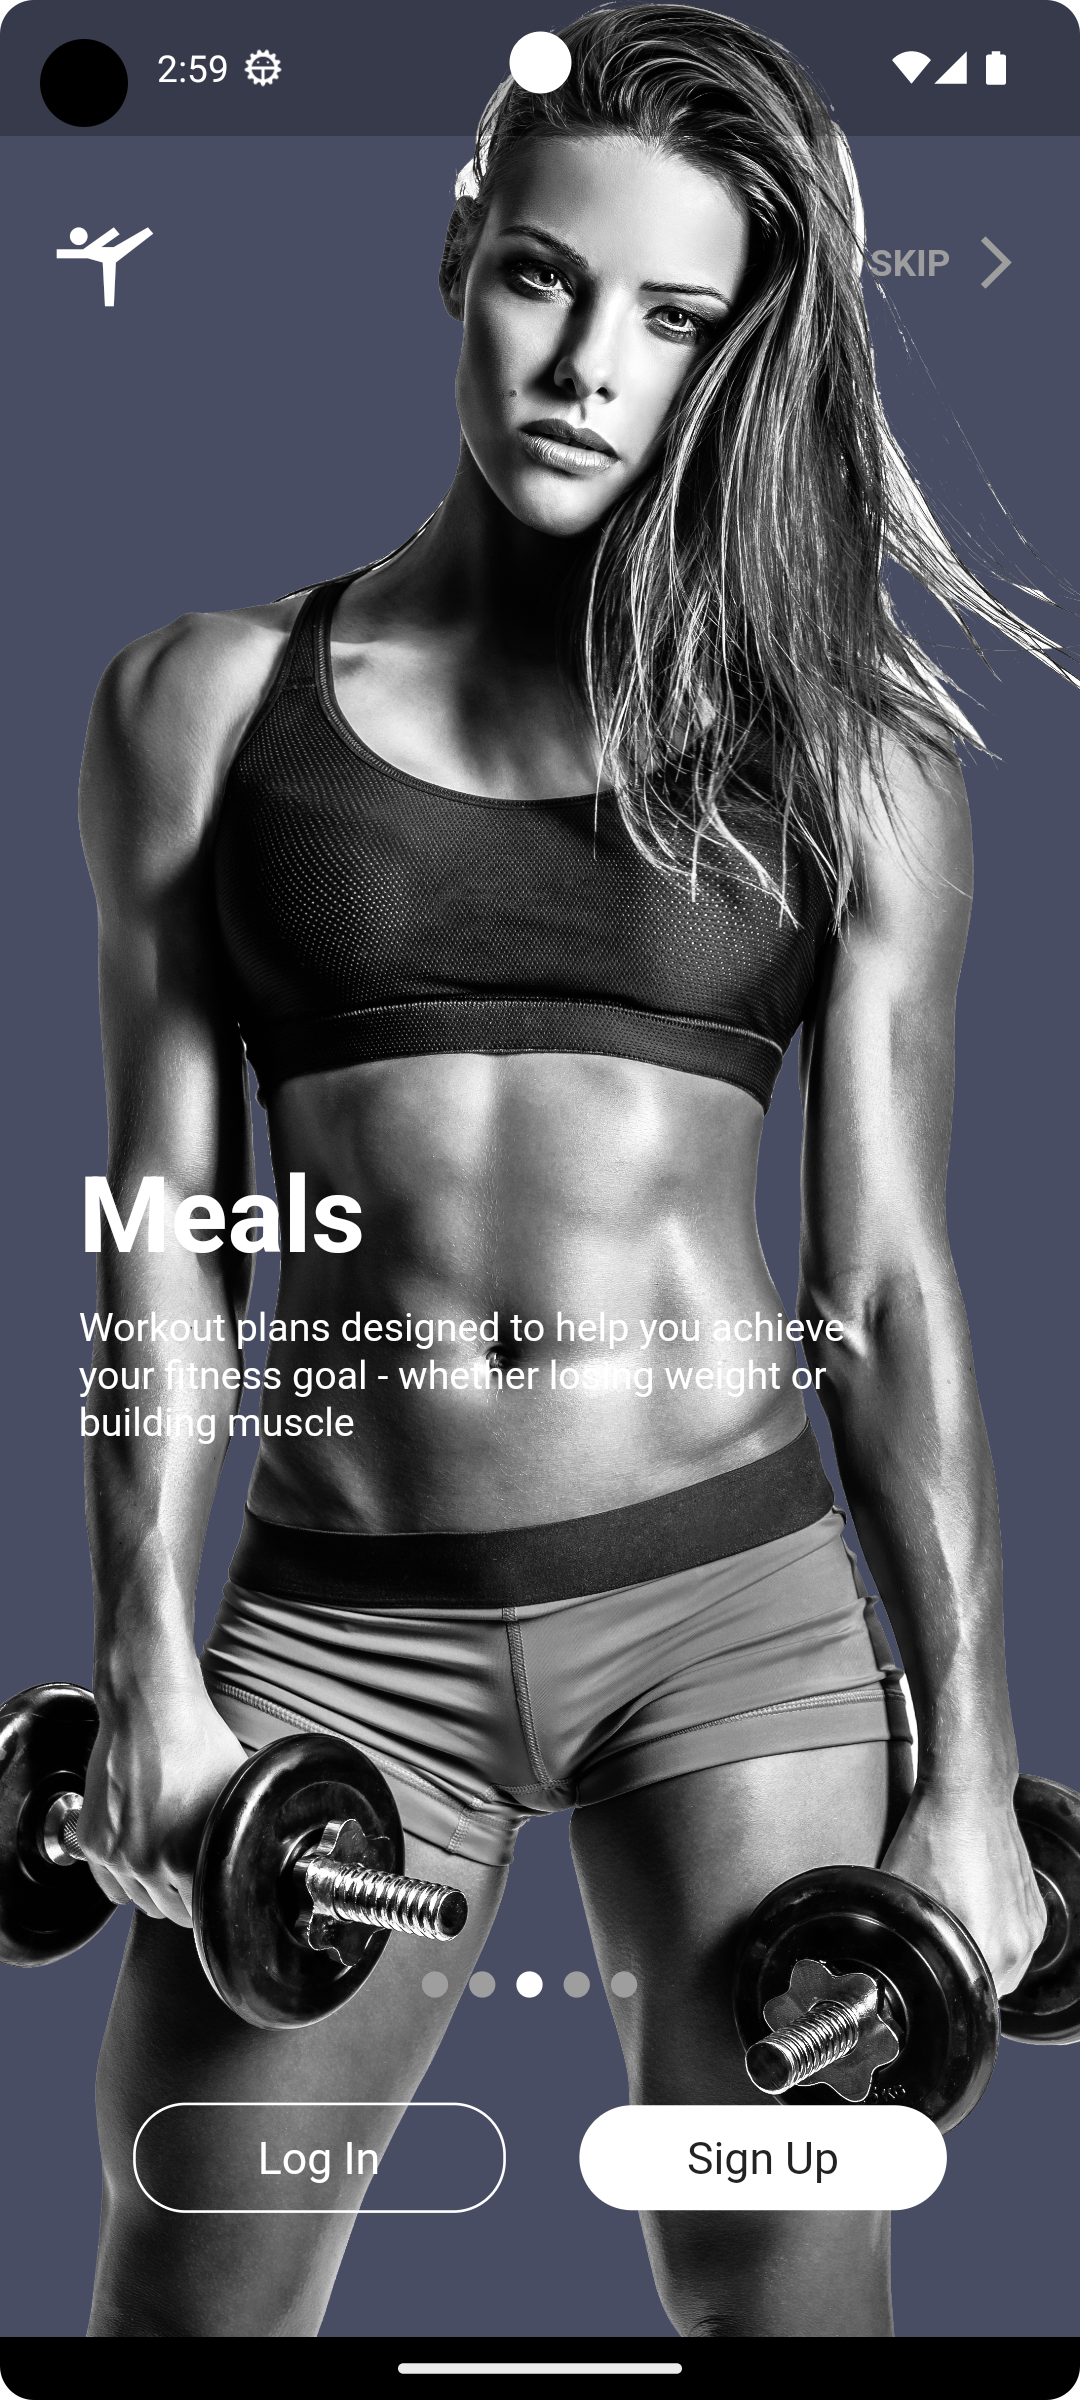 2:59
SKIP
Meals
Workout plans designed to help you achieve
your fitness goal - whether losing weight or
building muscle
Log In
Sign Up